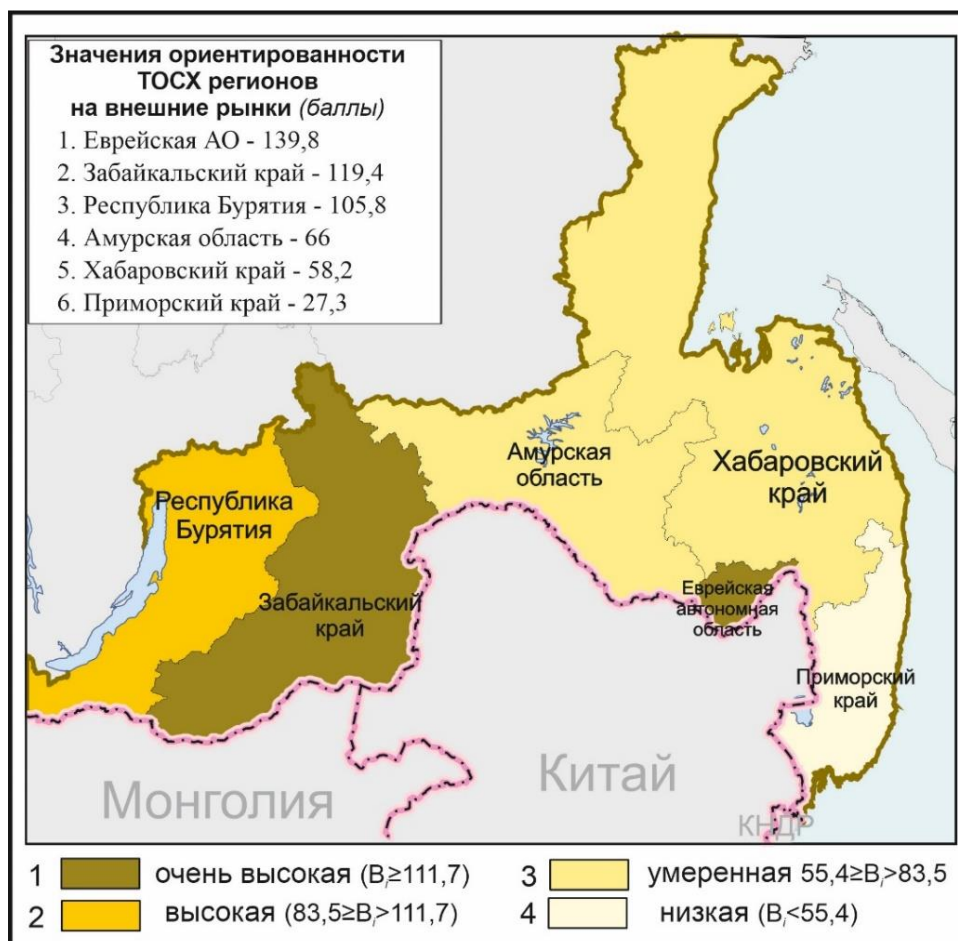 Значения ориентированности
ТОСХ регионов
на внешние рынки (баллы)
1. Еврейская АО - 139,8
2. Забайкальский край - 119,4
3. Республика Бурятия - 105,8
4. Амурская область - 66
5. Хабаровский край - 58,2
6. Приморский край - 27,3
Амурская
область
Хабаровский
край
Республика
Бурятия
Забайкальский
край
Еврейская
автономная
область
Приморский
край
Монголия
Китай
КНДР
1 очень высокая (Bᵢ≥111,7)
2 высокая (83,5≥Bᵢ>111,7)
3 умеренная 55,4≥Bᵢ>83,5
4 низкая (Bᵢ<55,4)